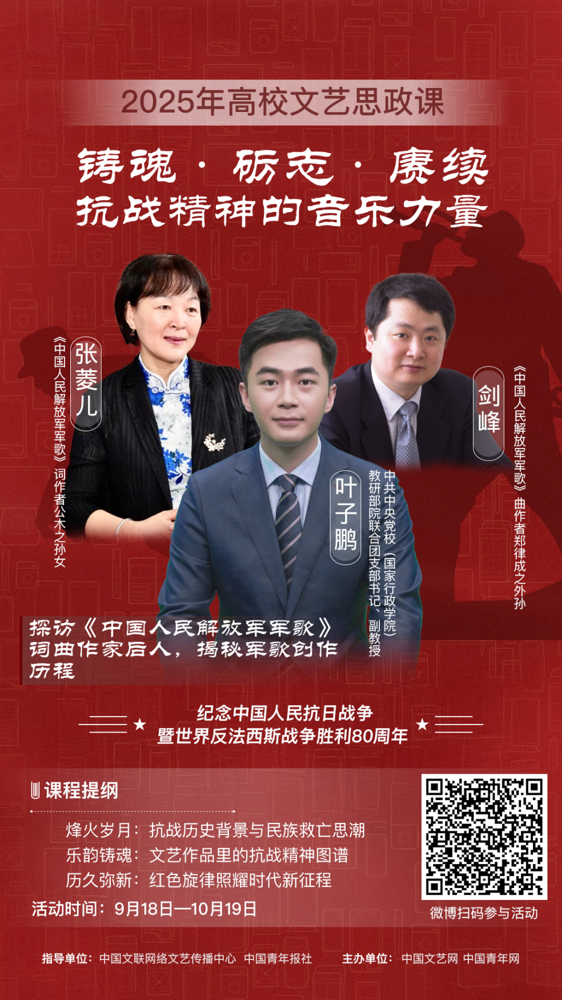 2025年高校文艺思政课
铸魂·砺志·赓续
抗战精神的音乐力量
张菱儿
《中国人民解放军军歌》词作者公木之孙女
叶子鹏
中共中央党校（国家行政学院）
教研部院联合团支部书记、副教授
剑峰
《中国人民解放军军歌》曲作者郑律成之外孙
探访《中国人民解放军军歌》
词曲作家后人，揭秘军歌创作
历程
纪念中国人民抗日战争
暨世界反法西斯战争胜利80周年
课程提纲
烽火岁月：抗战历史背景与民族救亡思潮
乐韵铸魂：文艺作品里的抗战精神图谱
历久弥新：红色旋律照耀时代新征程
活动时间：9月18日—10月19日
微博扫码参与活动
指导单位：中国文联网络文艺传播中心 中国青年报社
主办单位：中国文艺网 中国青年网